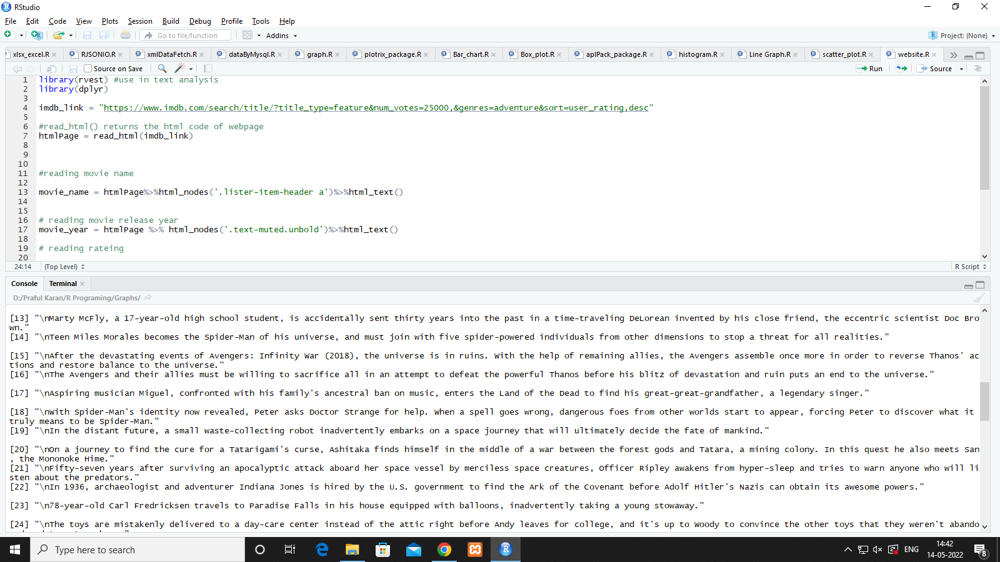 RStudio
File Edit Code View Plots Session Build Debug Profile Tools Help
Go to file/function Addins Project: (None)
xlsx_excel.R RJSONIO.R xmlDataFetch.R dataByMysql.R graph.R plotrix_package.R Bar_chart.R Box_plot.R aplPack_package.R histogram.R Line Graph.R scatter_plot.R website.R
Source on Save Run Source
1 library(rvest) #use in text analysis
2 library(dplyr)
3
4 imdb_link = "https://www.imdb.com/search/title/?title_type=feature&num_votes=25000,&genres=adventure&sort=user_rating,desc"
5
6 #read_html() returns the html code of webpage
7 htmlPage = read_html(imdb_link)
8
9
10
11 #reading movie name
12
13 movie_name = htmlPage%>%html_nodes('.lister-item-header a')%>%html_text()
14
15
16 # reading movie release year
17 movie_year = htmlPage %>% html_nodes('.text-muted.unbold')%>%html_text()
18
19 # reading rateing
20
24:14 (Top Level) R Script
Console Terminal
D:/Praful Karan/R Programing/Graphs/
[13] "\nMarty McFly, a 17-year-old high school student, is accidentally sent thirty years into the past in a time-traveling DeLorean invented by his close friend, the eccentric scientist Doc Bro
wn."
[14] "\nTeen Miles Morales becomes the Spider-Man of his universe, and must join with five spider-powered individuals from other dimensions to stop a threat for all realities."
[15] "\nAfter the devastating events of Avengers: Infinity War (2018), the universe is in ruins. With the help of remaining allies, the Avengers assemble once more in order to reverse Thanos' ac
tions and restore balance to the universe."
[16] "\nThe Avengers and their allies must be willing to sacrifice all in an attempt to defeat the powerful Thanos before his blitz of devastation and ruin puts an end to the universe."
[17] "\nAspiring musician Miguel, confronted with his family's ancestral ban on music, enters the Land of the Dead to find his great-great-grandfather, a legendary singer."
[18] "\nWith Spider-Man's identity now revealed, Peter asks Doctor Strange for help. When a spell goes wrong, dangerous foes from other worlds start to appear, forcing Peter to discover what it
truly means to be Spider-Man."
[19] "\nIn the distant future, a small waste-collecting robot inadvertently embarks on a space journey that will ultimately decide the fate of mankind."
[20] "\nOn a journey to find the cure for a Tatarigami's curse, Ashitaka finds himself in the middle of a war between the forest gods and Tatara, a mining colony. In this quest he also meets San
, the Mononoke Hime."
[21] "\nFifty-seven years after surviving an apocalyptic attack aboard her space vessel by merciless space creatures, Officer Ripley awakens from hyper-sleep and tries to warn anyone who will li
sten about the predators."
[22] "\nIn 1936, archaeologist and adventurer Indiana Jones is hired by the U.S. government to find the Ark of the Covenant before Adolf Hitler's Nazis can obtain its awesome powers."
[23] "\n78-year-old Carl Fredricksen travels to Paradise Falls in his house equipped with balloons, inadvertently taking a young stowaway."
[24] "\nThe toys are mistakenly delivered to a day-care center instead of the attic right before Andy leaves for college, and it's up to Woody to convince the other toys that they weren't abando
Type here to search ENG 14:42
14-05-2022 8